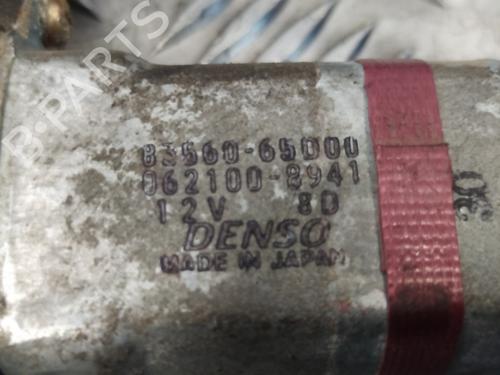 B-PARTS
83560-65D00
062100-8941
12V 8D
DENSO
MADE IN JAPAN